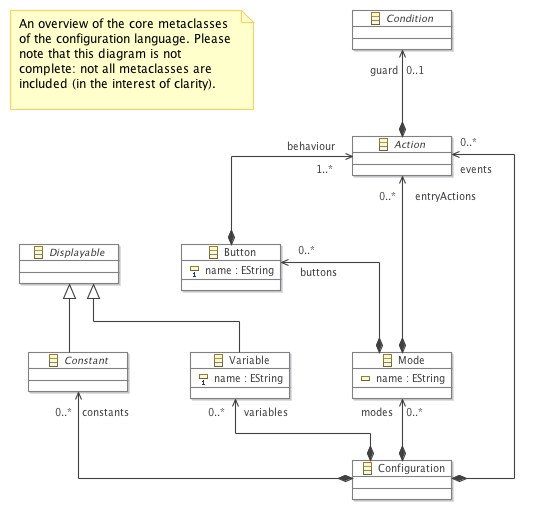 An overview of the core metaclasses
of the configuration language. Please
note that this diagram is not
complete: not all metaclasses are
included (in the interest of clarity).
Condition
guard 0..1
Action
behaviour
1..*
0..*
events
0..* entryActions
Displayable
Button
name : EString
0..*
buttons
Constant
Variable
name : EString
Mode
name : EString
0..* constants
0..* variables
modes 0..*
Configuration